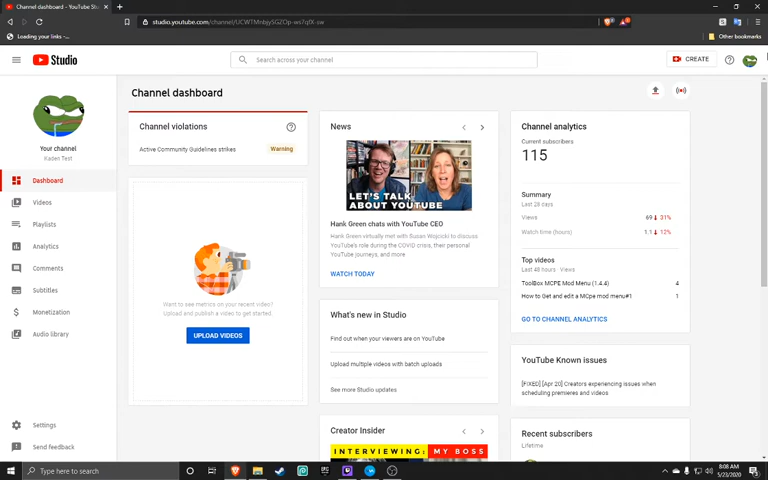 Channel dashboard - YouTube St
studio.youtube.com/channel/
Loading your links -...
Other bookmarks
Studio
Search across your channel
CREATE
Your channel
Kaden Test
Dashboard
Videos
Playlists
Analytics
Comments
Subtitles
Monetization
Audio library
Settings
Send feedback
Channel dashboard
Channel violations
Active Community Guidelines strikes
Warning
Want to see metrics on your recent video?
Upload and publish a video to get started.
UPLOAD VIDEOS
News
LET'S TALK
ABOUT YOUTUBE
Hank Green chats with YouTube CEO
Hank Green virtually met with Susan Wojcicki to
discuss YouTube's role during the COVID crisis, their personal
YouTube journeys, and more
WATCH TODAY
What's new in Studio
Find out when your viewers are on YouTube
Upload multiple videos with batch uploads
See more Studio updates
Creator Insider
INTERVIEWING: MY BOSS
Channel analytics
Current subscribers
115
Summary
Last 28 days
Views
69 31%
Watch time (hours)
1.1 12%
Top videos
Last 48 hours · Views
ToolBox MCPE Mod Menu (1.4.4)
4
How to Get and edit a MCpe mod menu#1
1
GO TO CHANNEL ANALYTICS
YouTube Known issues
[FIXED] [Apr 20] Creators experiencing issues when
scheduling premieres and videos
Recent subscribers
Lifetime
Type here to search
8:08 AM
5/23/2020